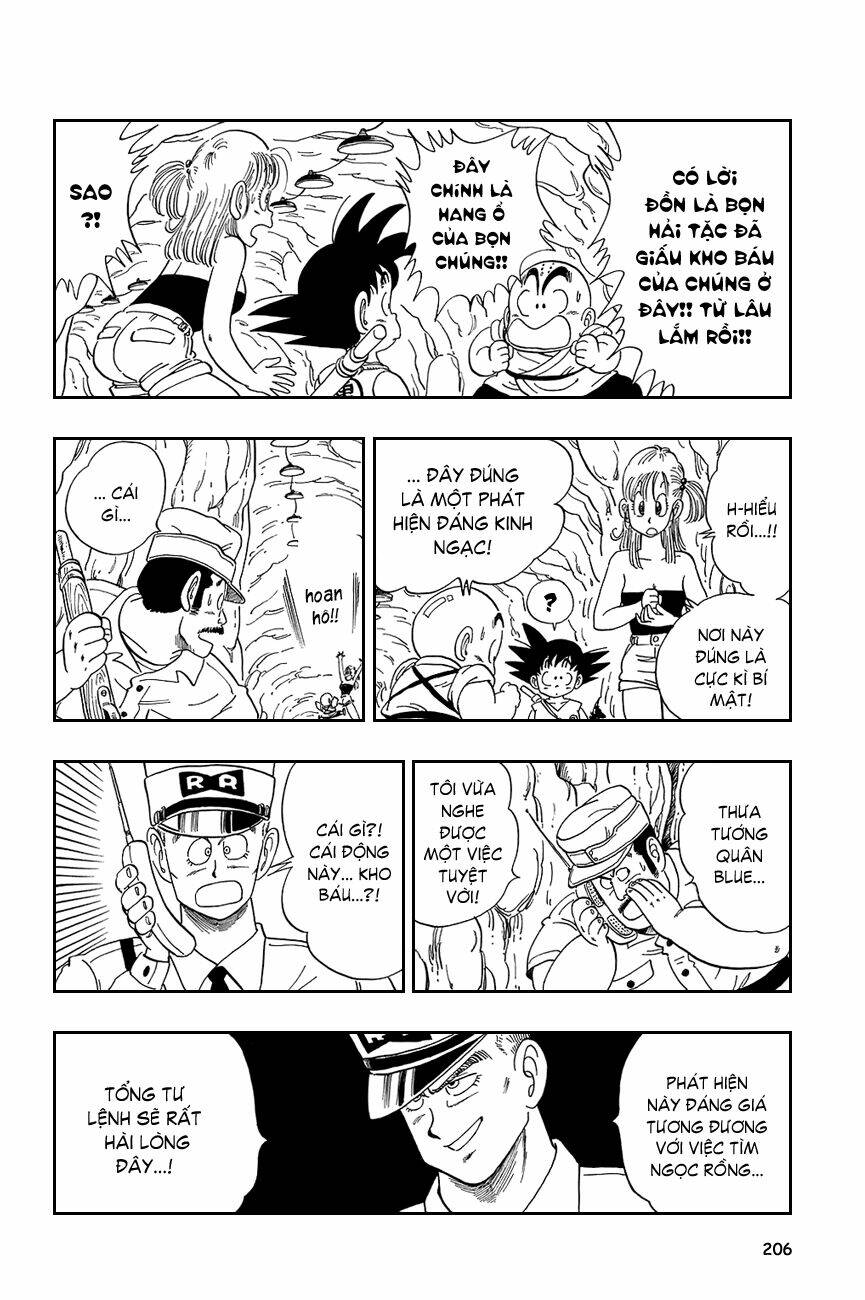 CÓ LỜI
ĐỒN LÀ BỌN
HẢI TẶC ĐÃ
GIẤU KHO BÁU
CỦA CHÚNG Ở
ĐÂY!! TỪ LÂU
LẮM RỒI!!
ĐÂY
CHÍNH LÀ
HANG Ổ
CỦA BỌN
CHÚNG!!
SAO
?!
H-HIỂU
RỒI...!!
NƠI NÀY
ĐÚNG LÀ
CỰC KÌ BÍ
MẬT!
?
... ĐÂY ĐÚNG
LÀ MỘT PHÁT
HIỆN ĐÁNG KINH
NGẠC!
hoan
hô!!
... CÁI
GÌ...
THƯA
TƯỚNG
QUÂN
BLUE...
TÔI VỪA
NGHE
ĐƯỢC
MỘT VIỆC
TUYỆT
VỜI!
CÁI GÌ?!
CÁI ĐỘNG
NÀY... KHO
BÁU...?!
R R
PHÁT HIỆN
NÀY ĐÁNG GIÁ
TƯƠNG ĐƯƠNG
VỚI VIỆC TÌM
NGỌC RỒNG...
R R
TỔNG TƯ
LỆNH SẼ RẤT
HÀI LÒNG
ĐÂY...!
206